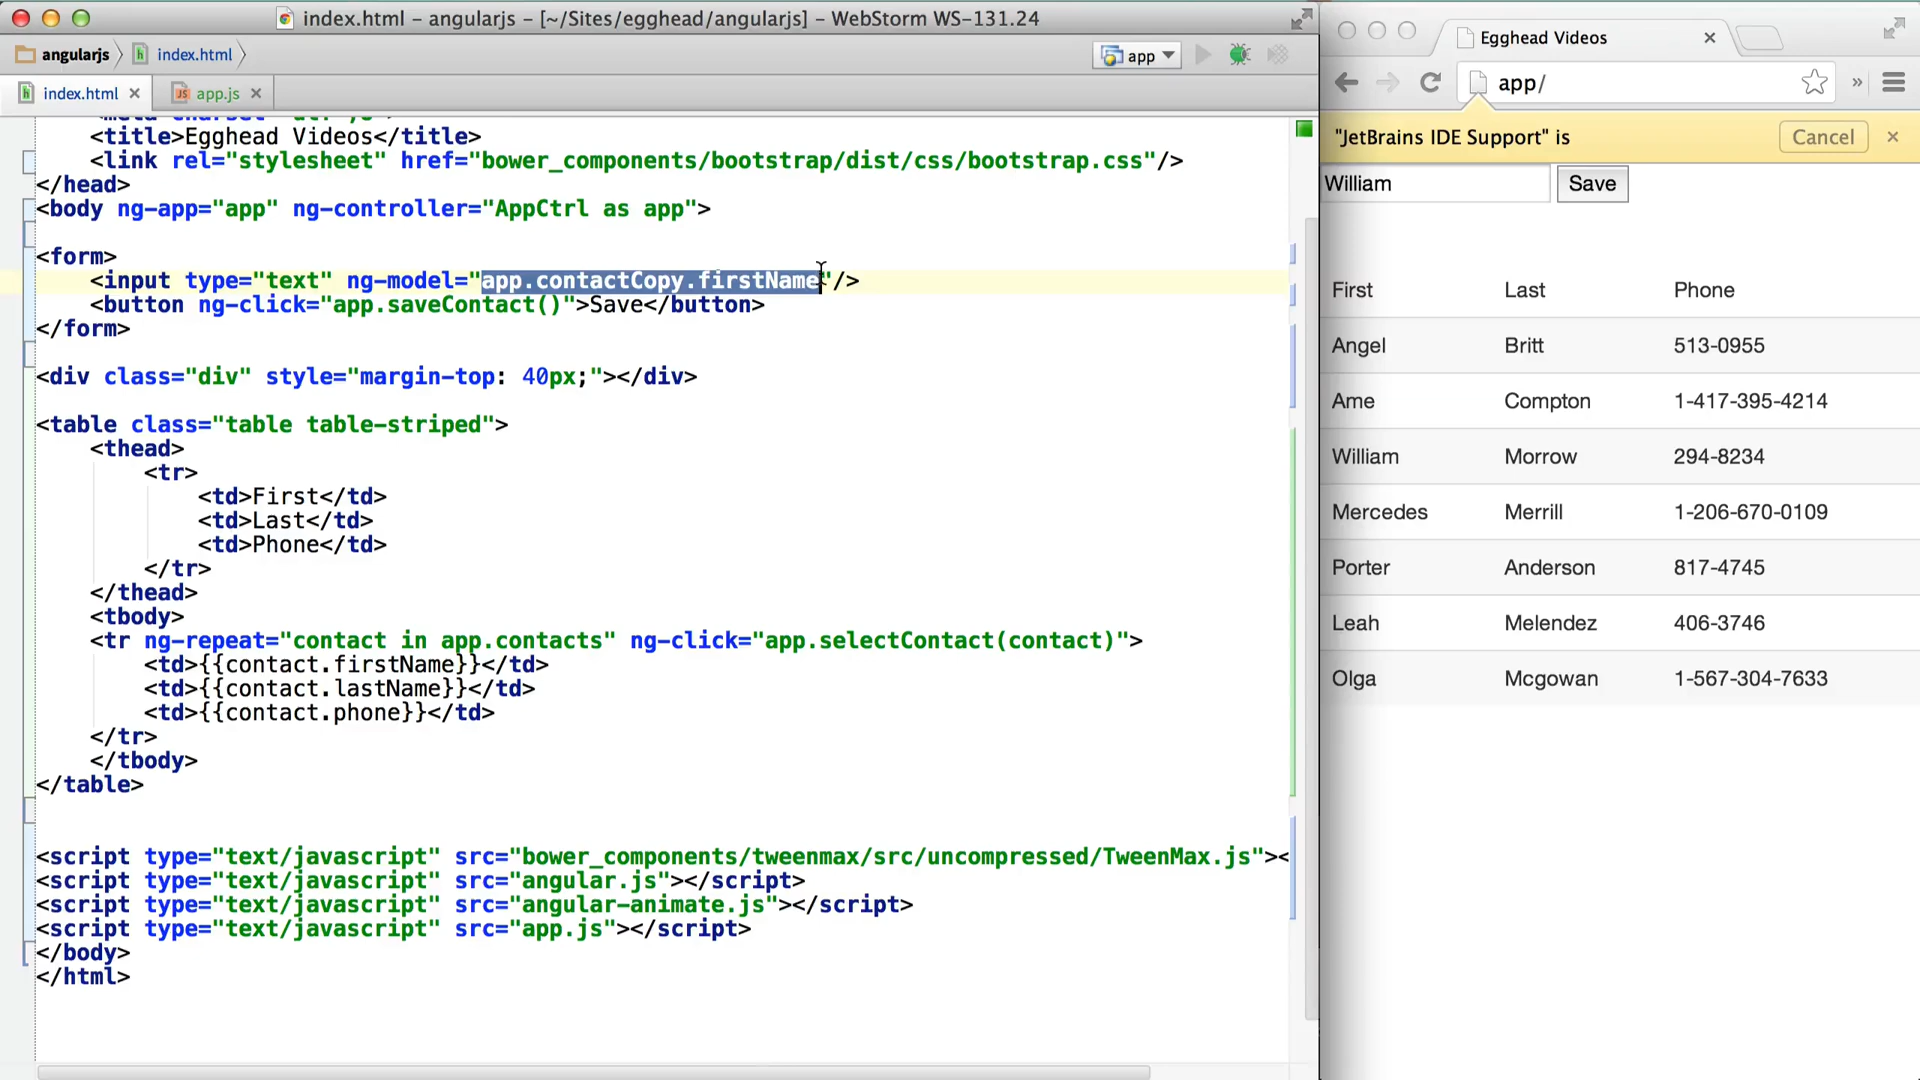 index.html – angularjs – [~/Sites/egghead/angularjs] – WebStorm WS-131.24
angularjs
index.html
app
index.html
app.js
<title>Egghead Videos</title>
<link rel="stylesheet" href="bower_components/bootstrap/dist/css/bootstrap.css"/>
</head>
<body ng-app="app" ng-controller="AppCtrl as app">
<form>
<input type="text" ng-model="app.contactCopy.firstName"/>
<button ng-click="app.saveContact()">Save</button>
</form>
<div class="div" style="margin-top: 40px;"></div>
<table class="table table-striped">
<thead>
<tr>
<td>First</td>
<td>Last</td>
<td>Phone</td>
</tr>
</thead>
<tbody>
<tr ng-repeat="contact in app.contacts" ng-click="app.selectContact(contact)">
<td>{{contact.firstName}}</td>
<td>{{contact.lastName}}</td>
<td>{{contact.phone}}</td>
</tr>
</tbody>
</table>
<script type="text/javascript" src="bower_components/tweenmax/src/uncompressed/TweenMax.js"><
<script type="text/javascript" src="angular.js"></script>
<script type="text/javascript" src="angular-animate.js"></script>
<script type="text/javascript" src="app.js"></script>
</body>
</html>
Egghead Videos
app/
"JetBrains IDE Support" is
Cancel
William
Save
First Last Phone
Angel Britt 513-0955
Ame Compton 1-417-395-4214
William Morrow 294-8234
Mercedes Merrill 1-206-670-0109
Porter Anderson 817-4745
Leah Melendez 406-3746
Olga Mcgowan 1-567-304-7633